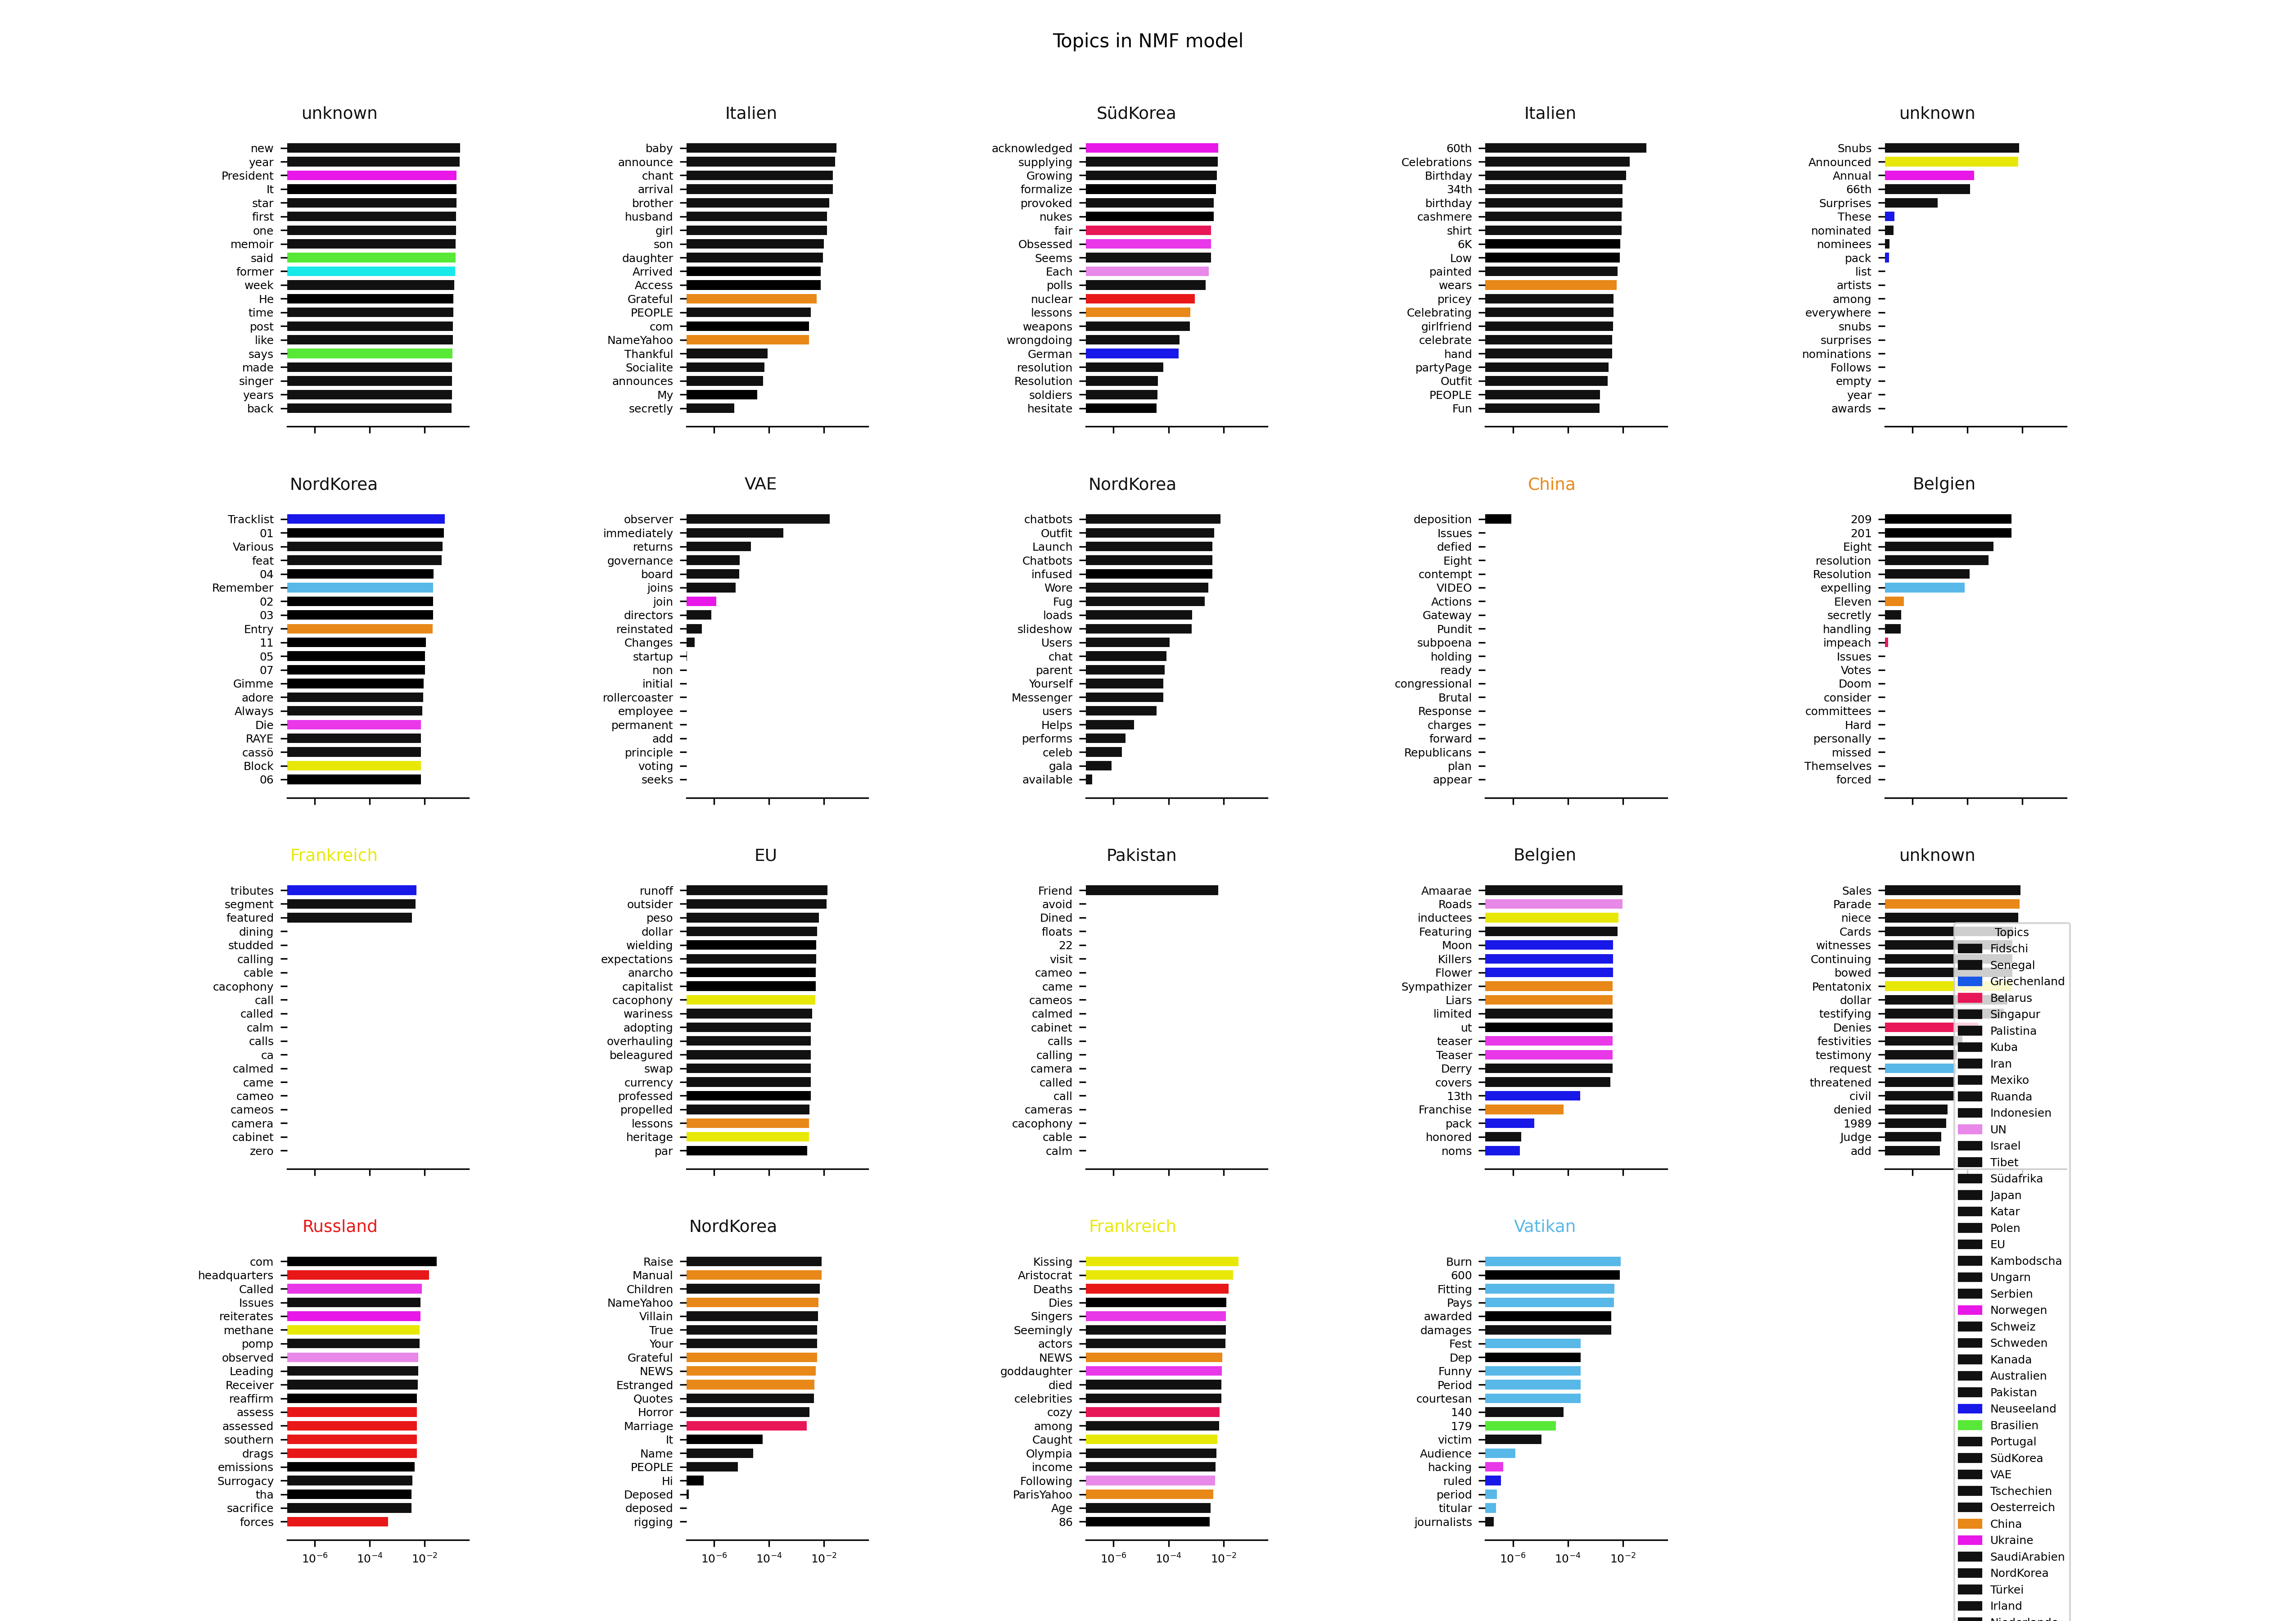 Topics in NMF model
unknown
new
year
President
It
star
first
one
memoir
said
former
week
He
time
post
like
says
made
singer
years
back
Italien
baby
announce
chant
arrival
brother
husband
girl
son
daughter
Arrived
Access
Grateful
PEOPLE
com
NameYahoo
Thankful
Socialite
announces
My
secretly
SüdKorea
acknowledged
supplying
Growing
formalize
provoked
nukes
fair
Obsessed
Seems
Each
polls
nuclear
lessons
weapons
wrongdoing
German
resolution
Resolution
soldiers
hesitate
Italien
60th
Celebrations
Birthday
34th
birthday
cashmere
shirt
6K
Low
painted
wears
pricey
Celebrating
girlfriend
celebrate
hand
partyPage
Outfit
PEOPLE
Fun
unknown
Snubs
Announced
Annual
66th
Surprises
These
nominated
nominees
pack
list
artists
among
everywhere
snubs
surprises
nominations
Follows
empty
year
awards
NordKorea
Tracklist
01
Various
feat
04
Remember
02
03
Entry
11
05
07
Gimme
adore
Always
Die
RAYE
cassö
Block
06
VAE
observer
immediately
returns
governance
board
joins
join
directors
reinstated
Changes
startup
non
initial
rollercoaster
employee
permanent
add
principle
voting
seeks
NordKorea
chatbots
Outfit
Launch
Chatbots
infused
Wore
Fug
loads
slideshow
Users
chat
parent
Yourself
Messenger
users
Helps
performs
celeb
gala
available
China
deposition
Issues
defied
Eight
contempt
VIDEO
Actions
Gateway
Pundit
subpoena
holding
ready
congressional
Brutal
Response
charges
forward
Republicans
plan
appear
Belgien
209
201
Eight
resolution
Resolution
expelling
Eleven
secretly
handling
impeach
Issues
Votes
Doom
consider
committees
Hard
personally
missed
Themselves
forced
Frankreich
tributes
segment
featured
dining
studded
calling
cable
cacophony
call
called
calm
calls
ca
calmed
came
cameo
cameos
camera
cabinet
zero
EU
runoff
outsider
peso
dollar
wielding
expectations
anarcho
capitalist
cacophony
wariness
adopting
overhauling
beleagured
swap
currency
professed
propelled
lessons
heritage
par
Pakistan
Friend
avoid
Dined
floats
22
visit
cameo
came
cameos
calmed
cabinet
calls
calling
camera
called
call
cameras
cacophony
cable
calm
Belgien
Amaarae
Roads
inductees
Featuring
Moon
Killers
Flower
Sympathizer
Liars
limited
ut
teaser
Teaser
Derry
covers
13th
Franchise
pack
honored
noms
unknown
Sales
Parade
niece
Cards
witnesses
Continuing
bowed
Pentatonix
dollar
testifying
Denies
festivities
testimony
request
threatened
civil
denied
1989
Judge
add
Russland
com
headquarters
Called
Issues
reiterates
methane
pomp
observed
Leading
Receiver
reaffirm
assess
assessed
southern
drags
emissions
Surrogacy
tha
sacrifice
forces
10⁻⁶ 10⁻⁴ 10⁻²
NordKorea
Raise
Manual
Children
NameYahoo
Villain
True
Your
Grateful
NEWS
Estranged
Quotes
Horror
Marriage
It
Name
PEOPLE
Hi
Deposed
deposed
rigging
10⁻⁶ 10⁻⁴ 10⁻²
Frankreich
Kissing
Aristocrat
Deaths
Dies
Singers
Seemingly
actors
NEWS
goddaughter
died
celebrities
cozy
among
Caught
Olympia
income
Following
ParisYahoo
Age
86
10⁻⁶ 10⁻⁴ 10⁻²
Vatikan
Burn
600
Fitting
Pays
awarded
damages
Fest
Dep
Funny
Period
courtesan
140
179
victim
Audience
hacking
ruled
period
titular
journalists
10⁻⁶ 10⁻⁴ 10⁻²
Topics
Fidschi
Senegal
Griechenland
Belarus
Singapur
Palistina
Kuba
Iran
Mexiko
Ruanda
Indonesien
UN
Israel
Tibet
Südafrika
Japan
Katar
Polen
EU
Kambodscha
Ungarn
Serbien
Norwegen
Schweiz
Schweden
Kanada
Australien
Pakistan
Neuseeland
Brasilien
Portugal
SüdKorea
VAE
Tschechien
Oesterreich
China
Ukraine
SaudiArabien
NordKorea
Türkei
Irland